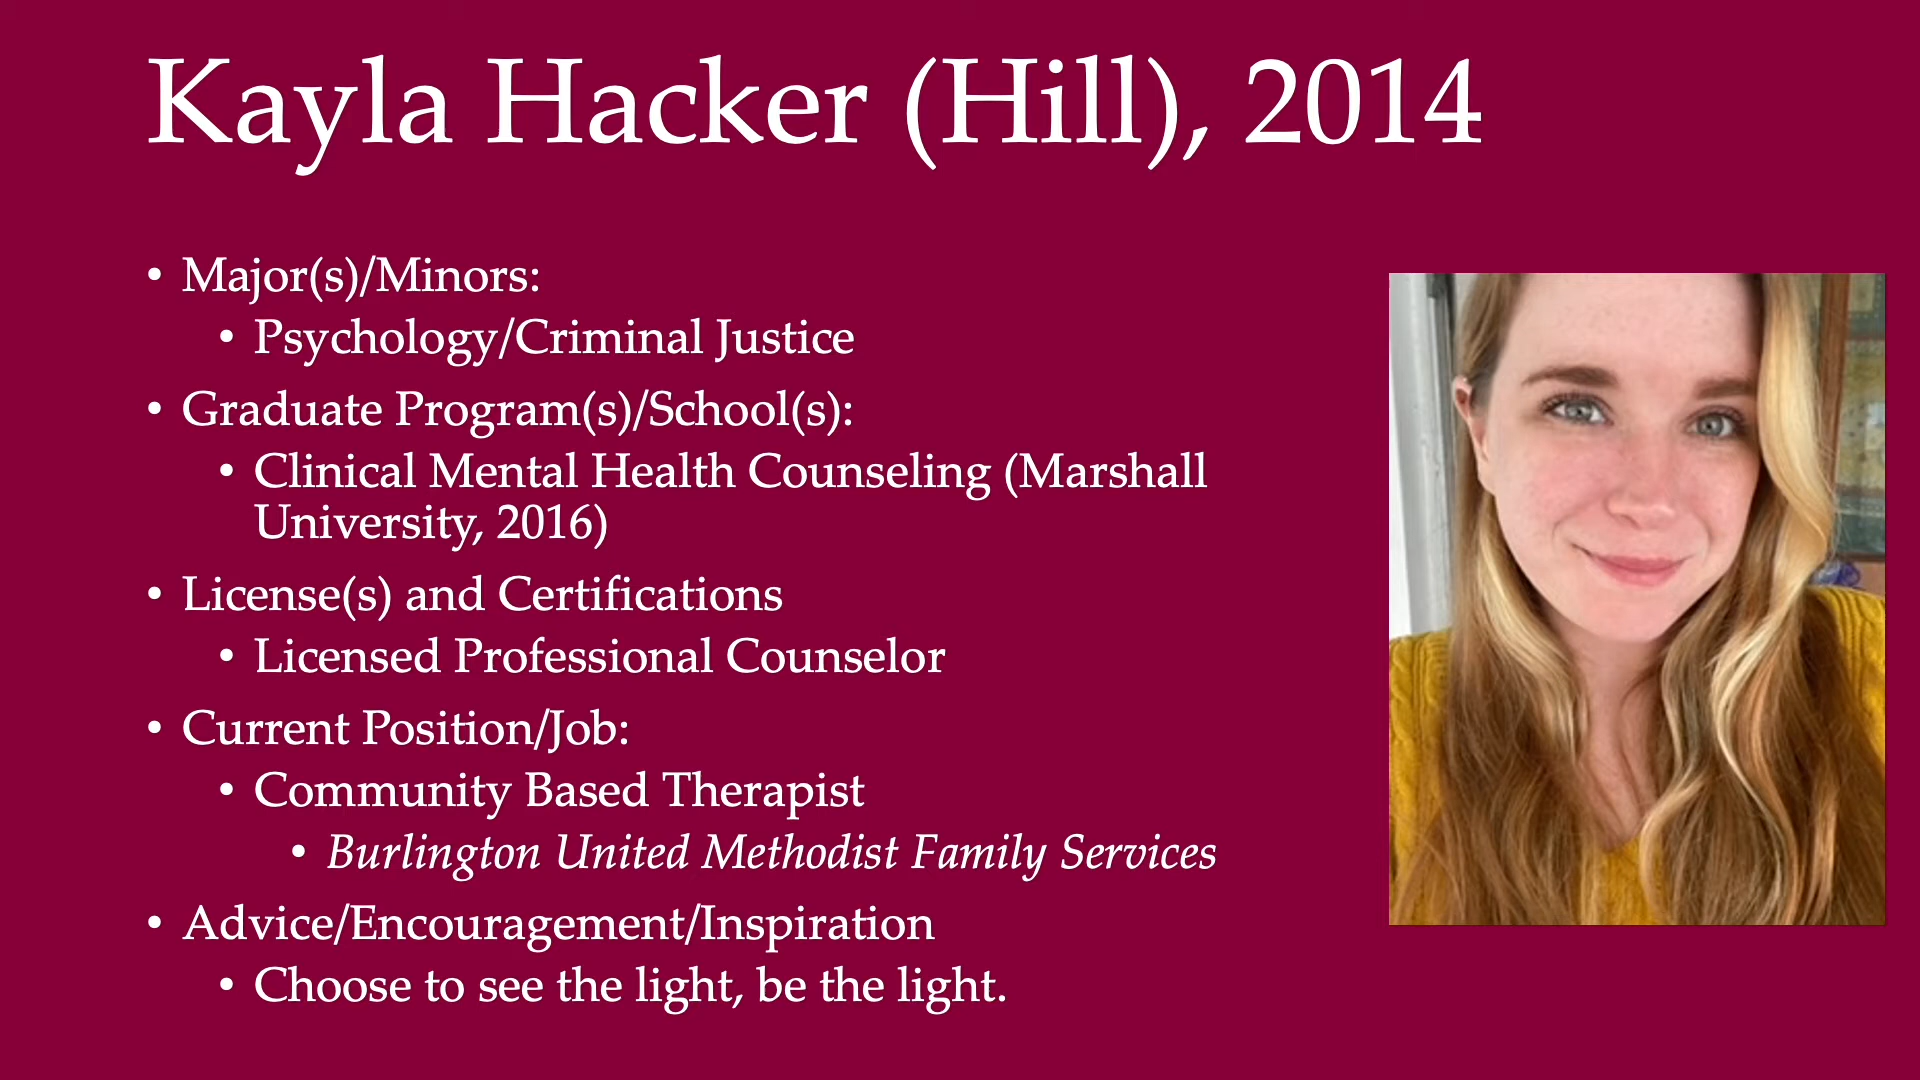 Kayla Hacker (Hill), 2014
• Major(s)/Minors:
• Psychology/Criminal Justice
• Graduate Program(s)/School(s):
• Clinical Mental Health Counseling (Marshall
University, 2016)
• License(s) and Certifications
• Licensed Professional Counselor
• Current Position/Job:
• Community Based Therapist
• Burlington United Methodist Family Services
• Advice/Encouragement/Inspiration
• Choose to see the light, be the light.